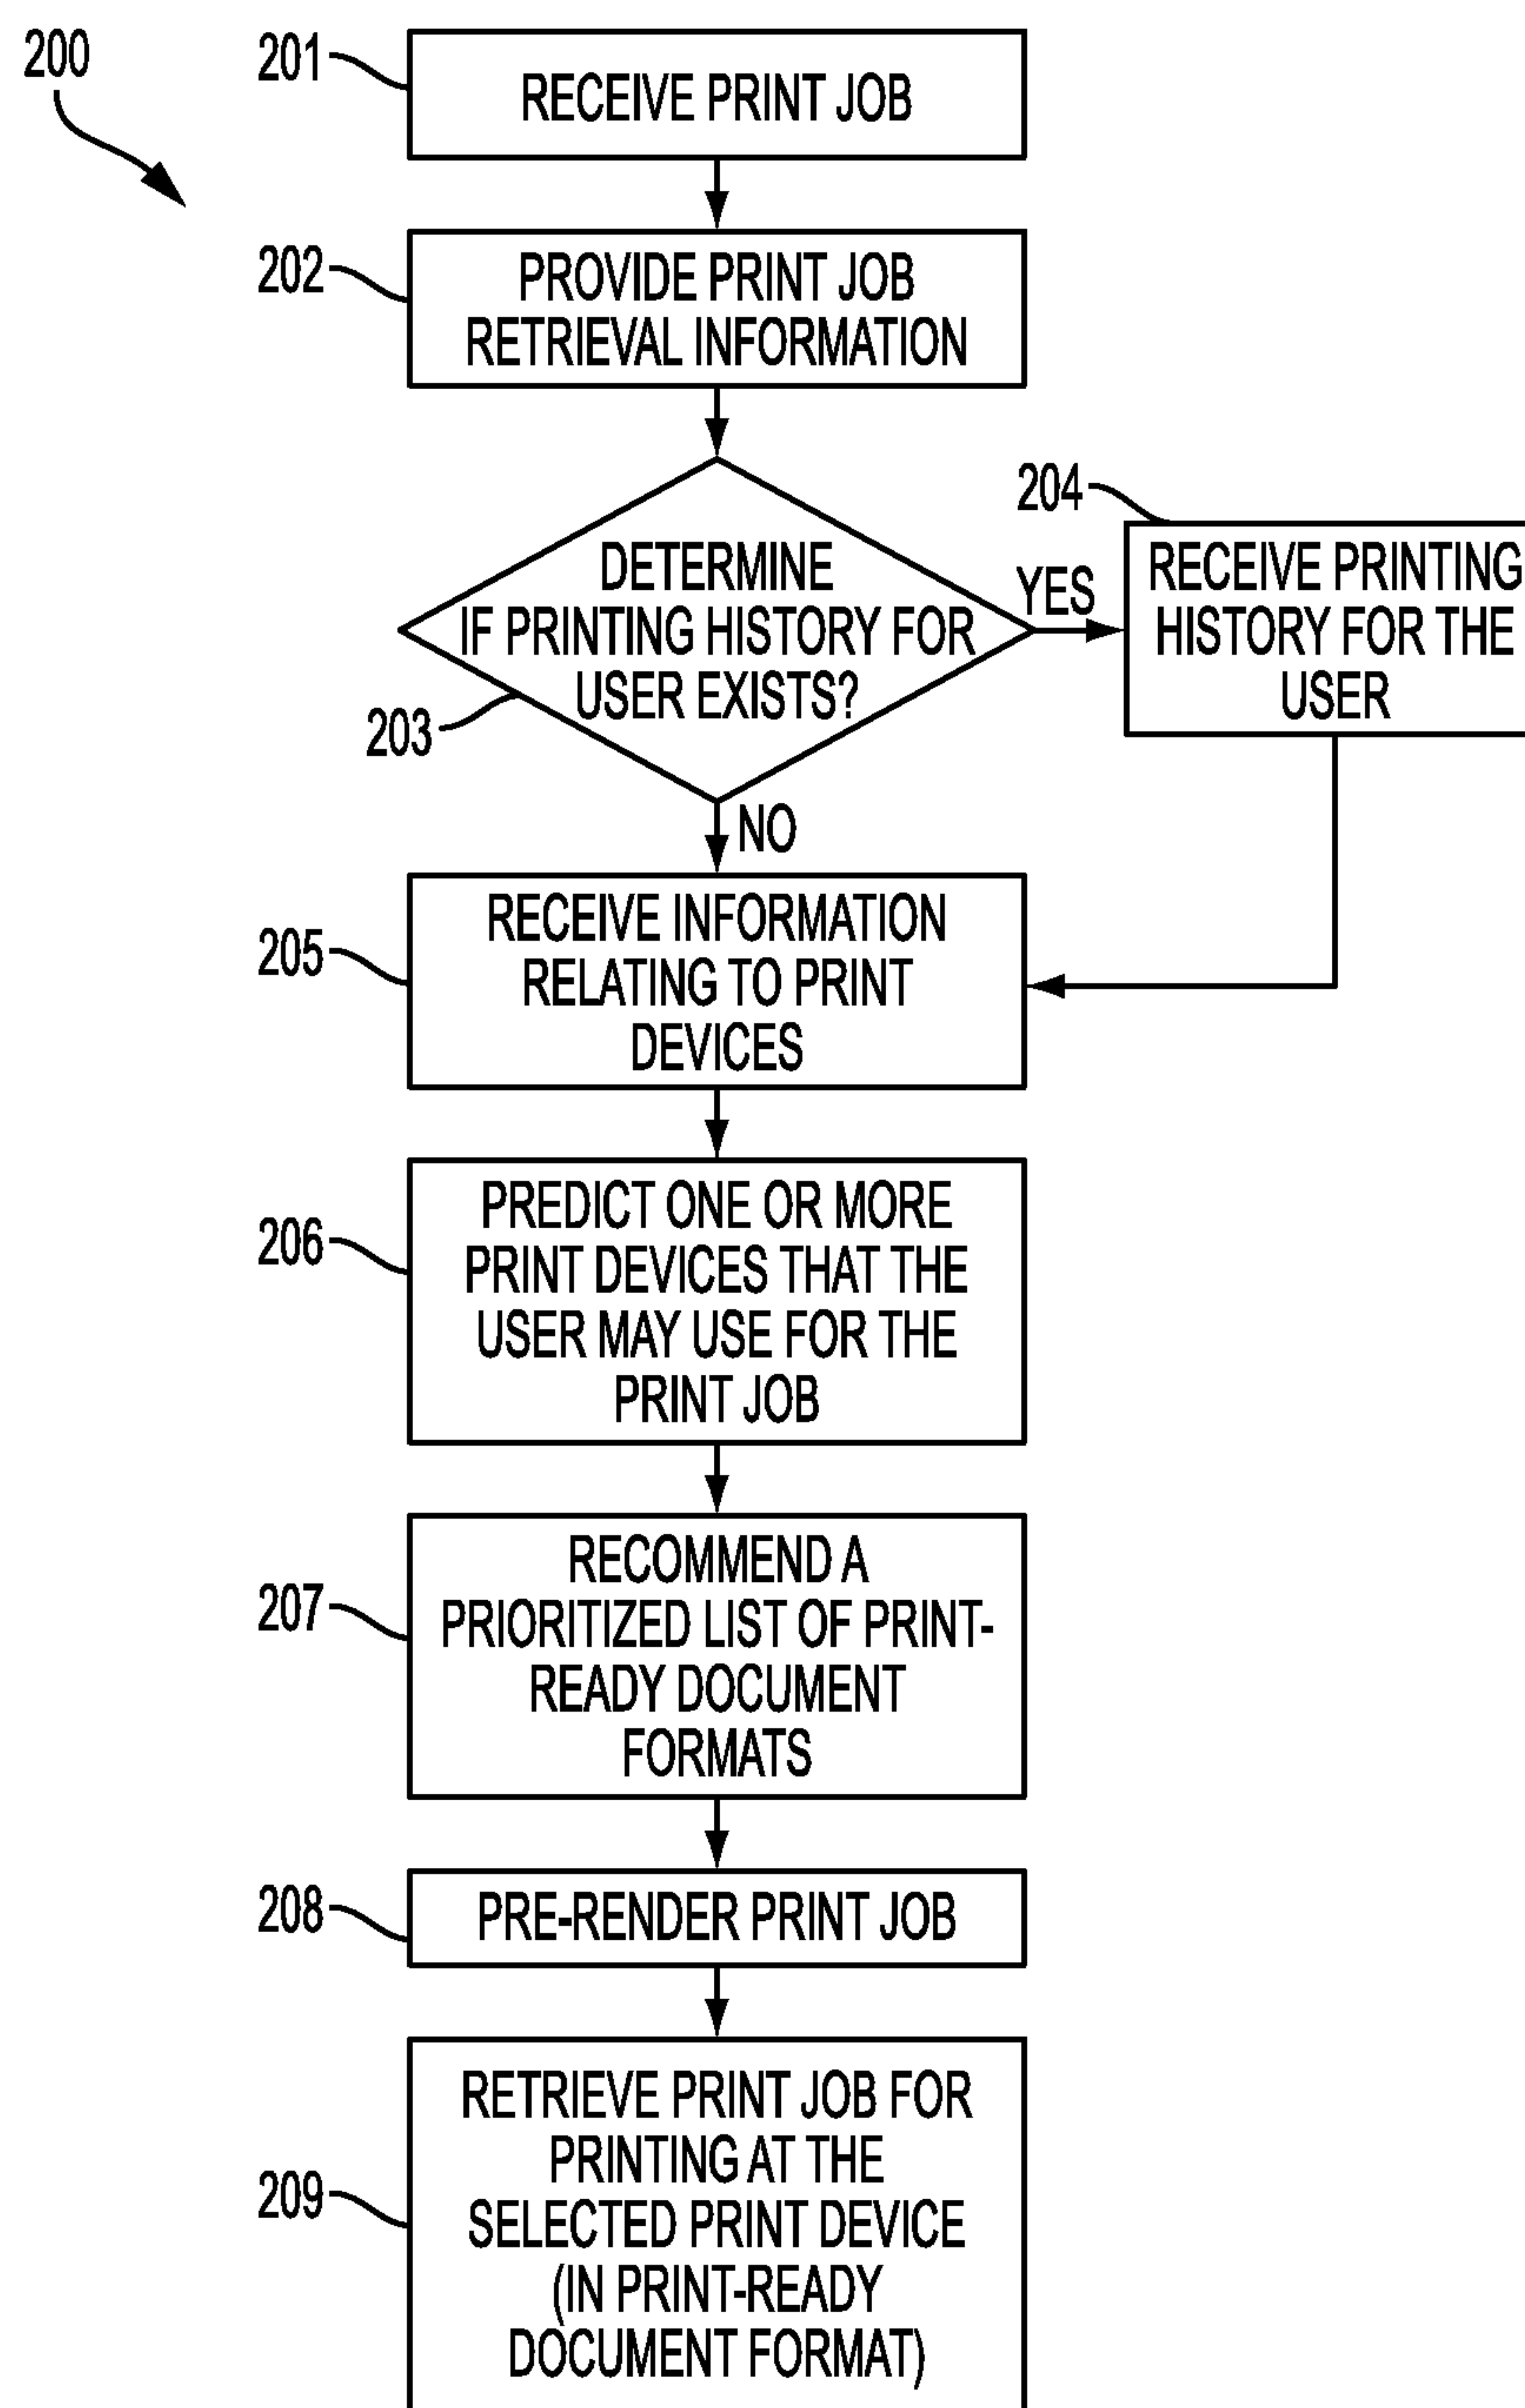 200
201
RECEIVE PRINT JOB
202
PROVIDE PRINT JOB
RETRIEVAL INFORMATION
203
DETERMINE
IF PRINTING HISTORY FOR
USER EXISTS?
YES
204
RECEIVE PRINTING
HISTORY FOR THE
USER
NO
205
RECEIVE INFORMATION
RELATING TO PRINT
DEVICES
206
PREDICT ONE OR MORE
PRINT DEVICES THAT THE
USER MAY USE FOR THE
PRINT JOB
207
RECOMMEND A
PRIORITIZED LIST OF PRINT-
READY DOCUMENT
FORMATS
208
PRE-RENDER PRINT JOB
209
RETRIEVE PRINT JOB FOR
PRINTING AT THE
SELECTED PRINT DEVICE
(IN PRINT-READY
DOCUMENT FORMAT)